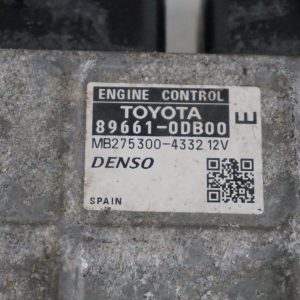 ENGINE CONTROL
TOYOTA
89661-0DB00
E
MB275300-4332 12V
DENSO
SPAIN